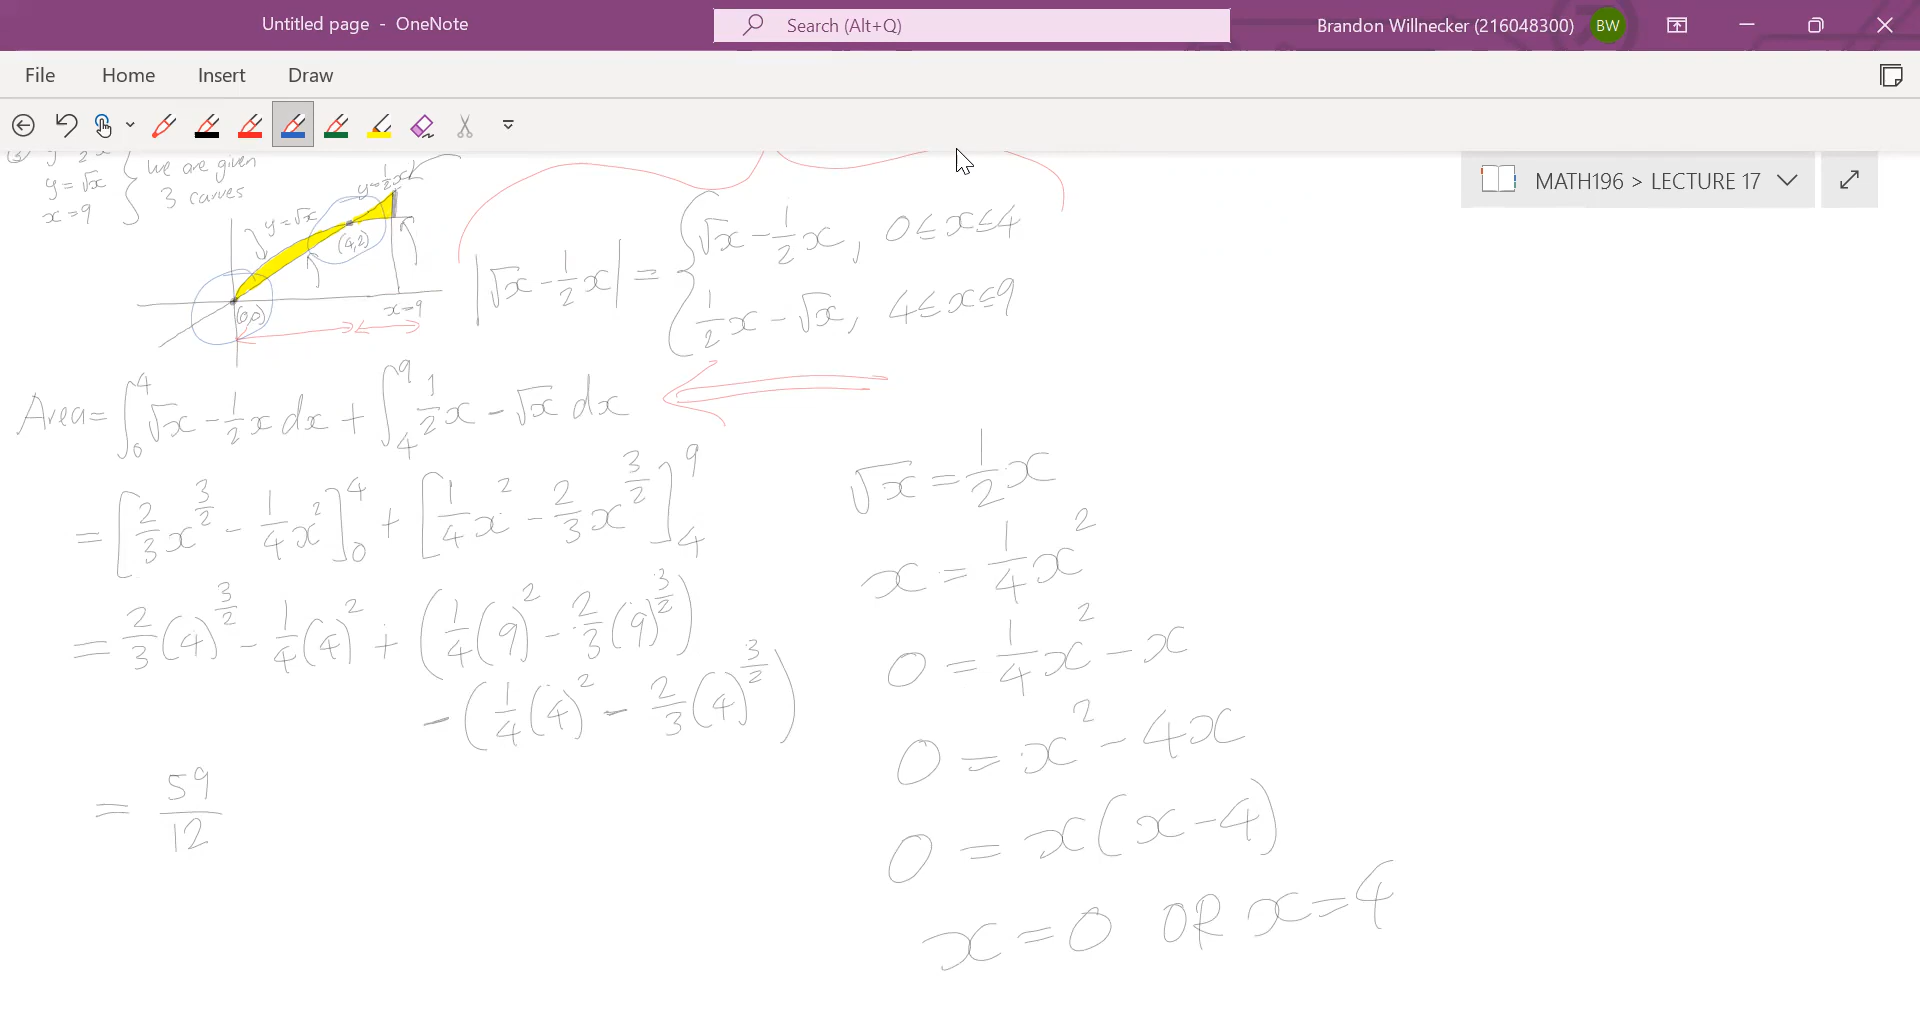 Untitled page - OneNote
Search (Alt+Q)
Brandon Willnecker (216048300)
BW
File Home Insert Draw
MATH196 > LECTURE 17
y = √x
x = 9
we are given
3 curves
y = √x
y = 1/2 x
(4,2)
(0,0)
x = 9
|√x - 1/2 x| = { √x - 1/2 x, 0 ≤ x ≤ 4
1/2 x - √x, 4 ≤ x ≤ 9
Area = ∫₀⁴ √x - 1/2 x dx + ∫₄⁹ 1/2 x - √x dx
= [2/3 x^(3/2) - 1/4 x²]₀⁴ + [1/4 x² - 2/3 x^(3/2)]₄⁹
= 2/3 (4)^(3/2) - 1/4 (4)² + (1/4 (9)² - 2/3 (9)^(3/2))
- (1/4 (4)² - 2/3 (4)^(3/2))
= 59/12
√x = 1/2 x
x = 1/4 x²
0 = 1/4 x² - x
0 = x² - 4x
0 = x(x - 4)
x = 0 OR x = 4